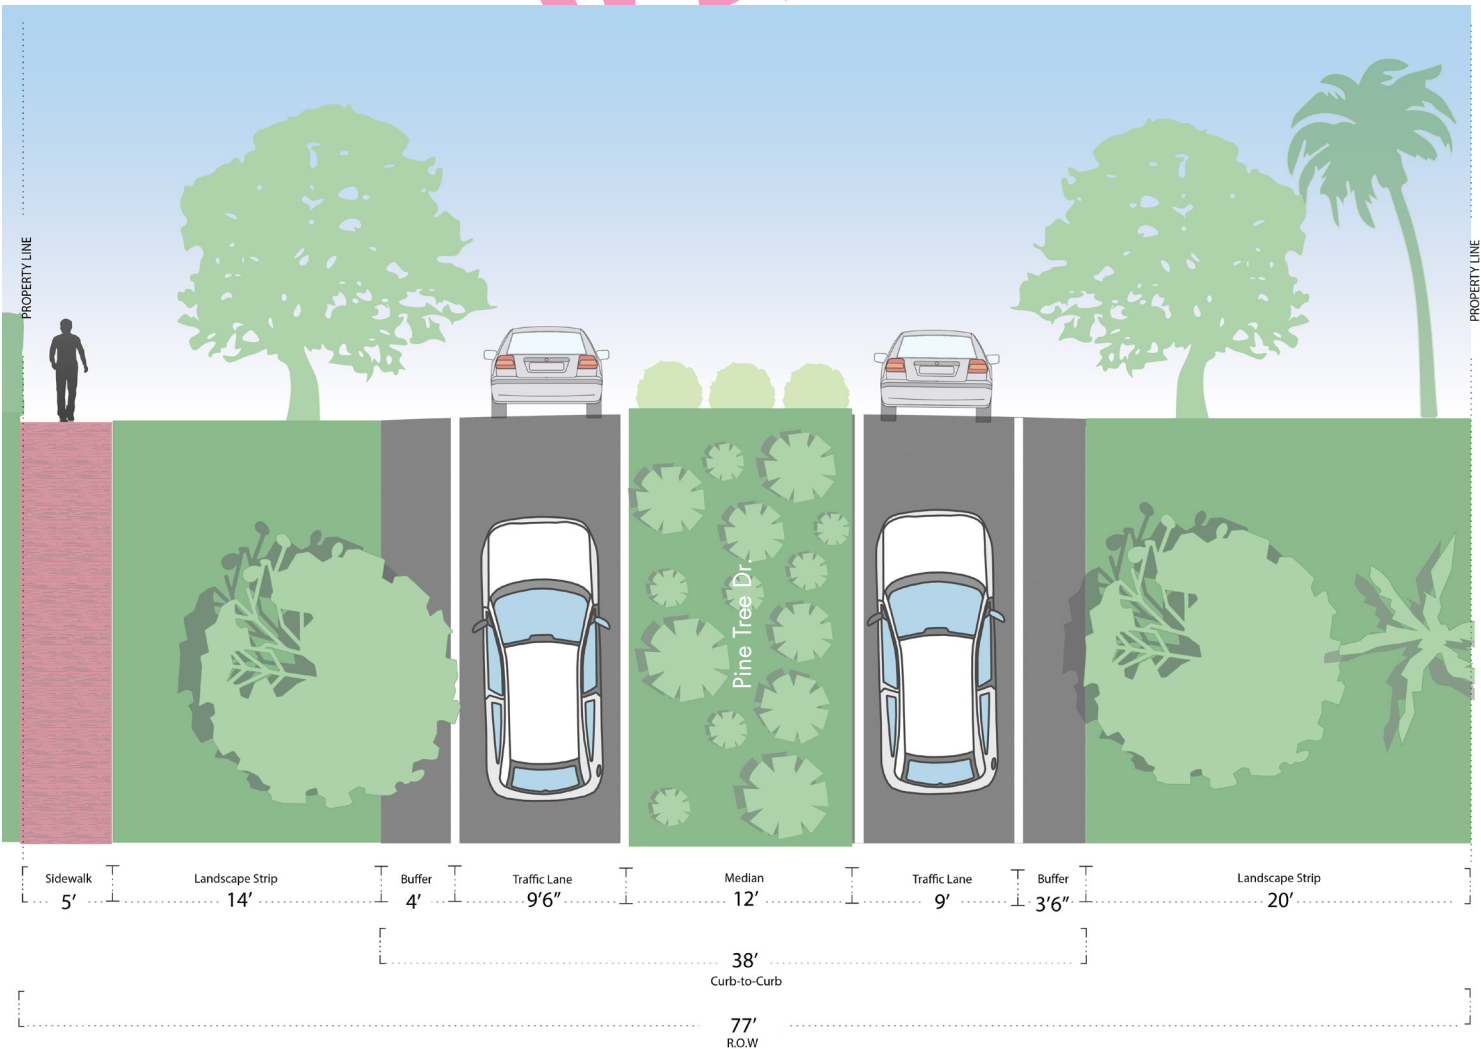 PROPERTY LINE
PROPERTY LINE
Pine Tree Dr.
Sidewalk
5’
Landscape Strip
14’
Buffer
4’
Traffic Lane
9’6”
Median
12’
Traffic Lane
9’
Buffer
3’6”
Landscape Strip
20’
38’
Curb-to-Curb
77’
R.O.W